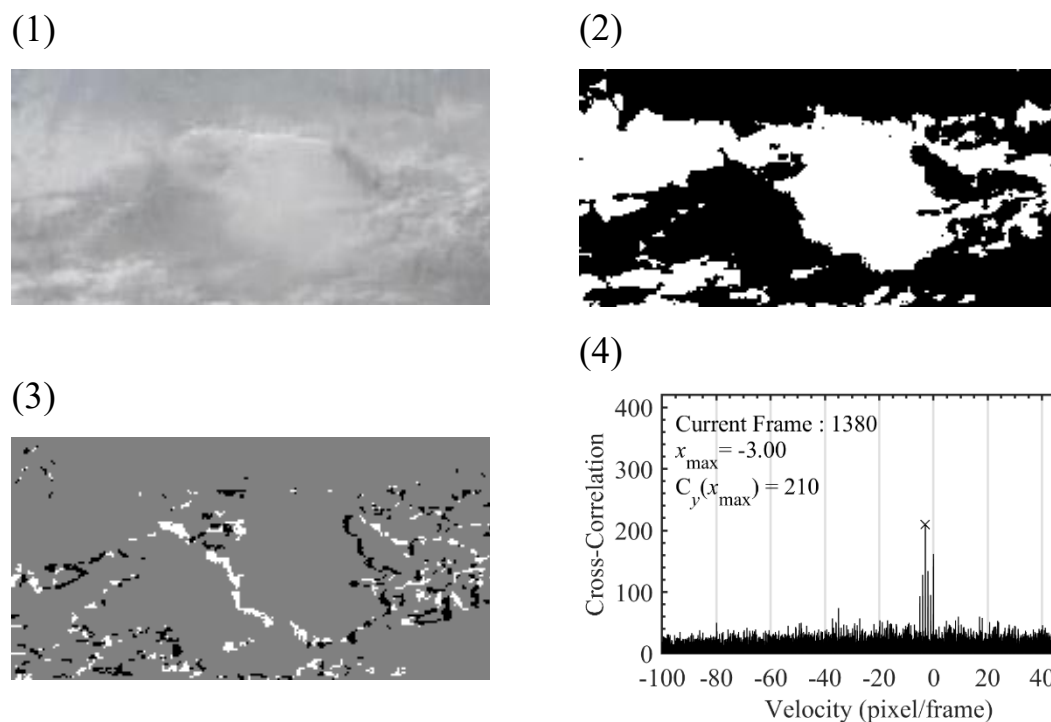 (1)
(2)
(3)
(4)
400
300
200
100
0
Cross-Correlation
Current Frame : 1380
x_max = -3.00
C_y(x_max) = 210
-100 -80 -60 -40 -20 0 20 40
Velocity (pixel/frame)